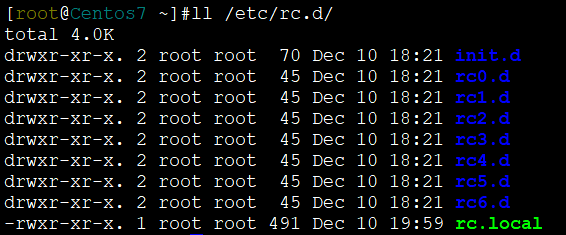 [root@Centos7 ~]#ll /etc/rc.d/
total 4.0K
drwxr-xr-x. 2 root root  70 Dec 10 18:21 init.d
drwxr-xr-x. 2 root root  45 Dec 10 18:21 rc0.d
drwxr-xr-x. 2 root root  45 Dec 10 18:21 rc1.d
drwxr-xr-x. 2 root root  45 Dec 10 18:21 rc2.d
drwxr-xr-x. 2 root root  45 Dec 10 18:21 rc3.d
drwxr-xr-x. 2 root root  45 Dec 10 18:21 rc4.d
drwxr-xr-x. 2 root root  45 Dec 10 18:21 rc5.d
drwxr-xr-x. 2 root root  45 Dec 10 18:21 rc6.d
-rwxr-xr-x. 1 root root 491 Dec 10 19:59 rc.local